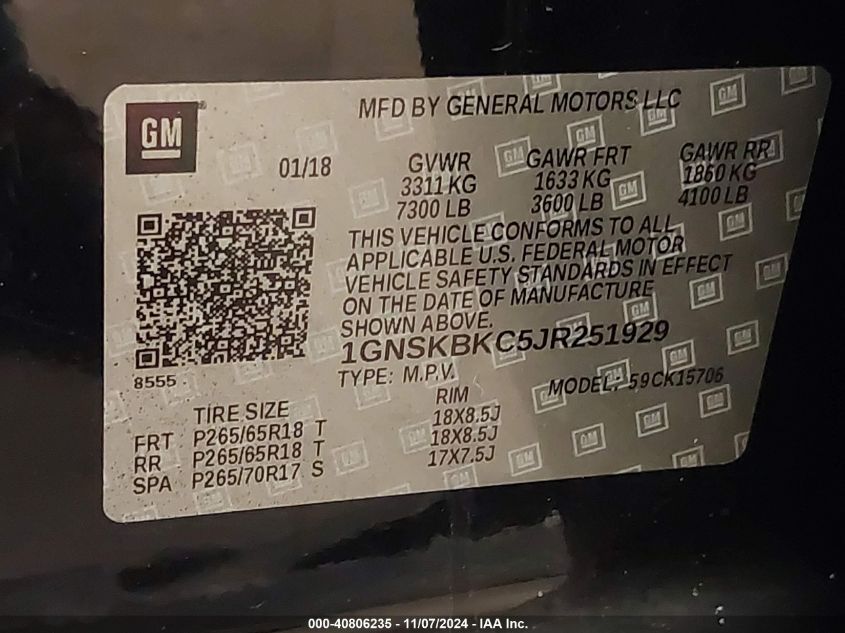 GM
MFD BY GENERAL MOTORS LLC
01/18
GVWR GAWR FRT GAWR RR
3311 KG 1633 KG 1860 KG
7300 LB 3600 LB 4100 LB
THIS VEHICLE CONFORMS TO ALL
APPLICABLE U.S. FEDERAL MOTOR
VEHICLE SAFETY STANDARDS IN EFFECT
ON THE DATE OF MANUFACTURE
SHOWN ABOVE.
1GNSKBKC5JR251929
8555
TYPE: M.P.V. MODEL: 59CK15706
TIRE SIZE RIM
FRT P265/65R18 T 18X8.5J
RR P265/65R18 T 18X8.5J
SPA P265/70R17 S 17X7.5J
000-40806235 - 11/07/2024 - IAA Inc.